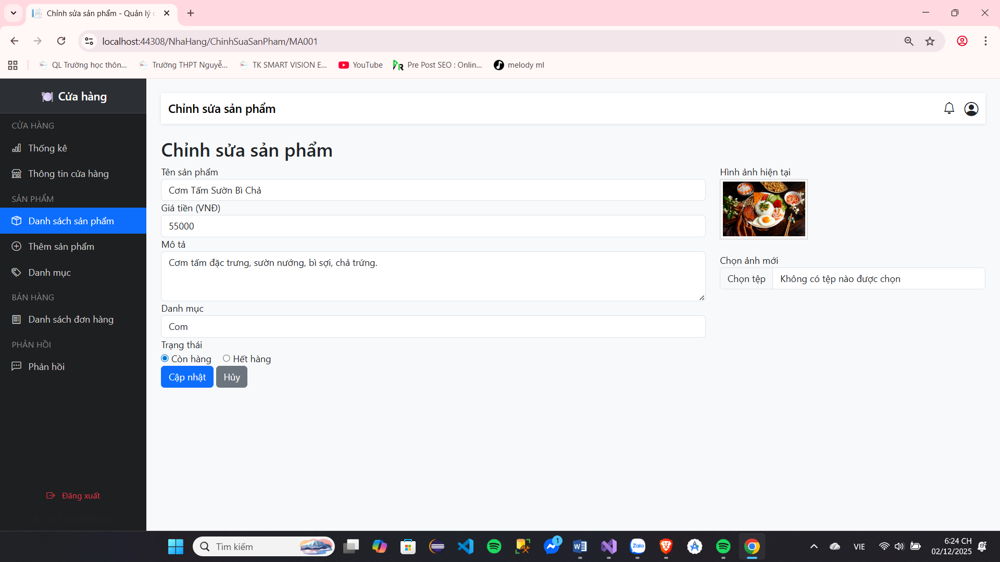 Chỉnh sửa sản phẩm - Quản lý c
localhost:44308/NhaHang/ChinhSuaSanPham/MA001
QL Trường học thôn...
Trường THPT Nguyễ...
TK SMART VISION E...
YouTube
Pre Post SEO : Onlin...
melody ml
Cửa hàng
CỬA HÀNG
Thống kê
Thông tin cửa hàng
SẢN PHẨM
Danh sách sản phẩm
Thêm sản phẩm
Danh mục
BÁN HÀNG
Danh sách đơn hàng
PHẢN HỒI
Phản hồi
Đăng xuất
Chỉnh sửa sản phẩm
Chỉnh sửa sản phẩm
Tên sản phẩm
Cơm Tấm Sườn Bì Chả
Giá tiền (VNĐ)
55000
Mô tả
Cơm tấm đặc trưng, sườn nướng, bì sợi, chả trứng.
Danh mục
Com
Trạng thái
Còn hàng Hết hàng
Cập nhật Hủy
Hình ảnh hiện tại
Chọn ảnh mới
Chọn tệp Không có tệp nào được chọn
Tìm kiếm
1
Zalo
VIE
6:24 CH
02/12/2025